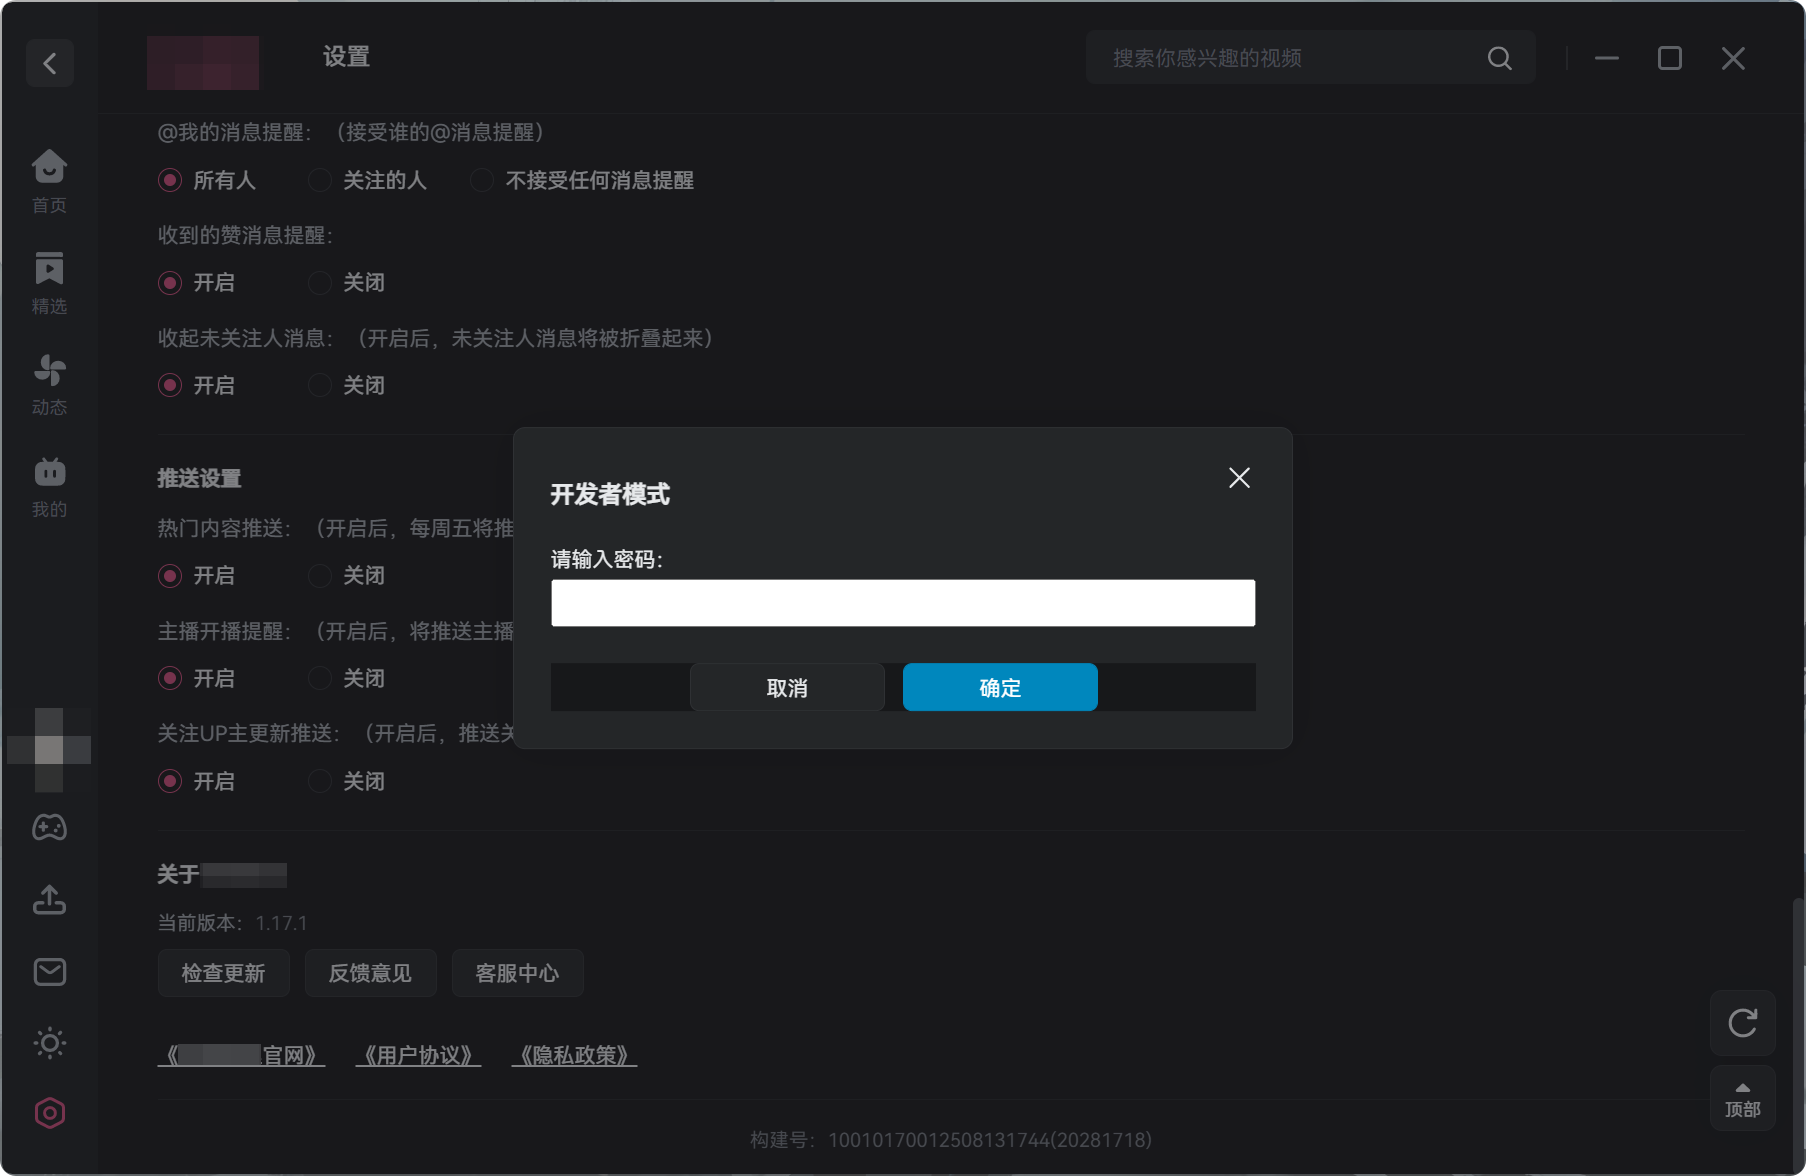 设置
搜索你感兴趣的视频
首页
精选
动态
我的
@我的消息提醒：（接受谁的@消息提醒）
所有人 关注的人 不接受任何消息提醒
收到的赞消息提醒：
开启 关闭
收起未关注人消息：（开启后，未关注人消息将被折叠起来）
开启 关闭
推送设置
热门内容推送：（开启后，每周五将推
开启 关闭
主播开播提醒：（开启后，将推送主播
开启 关闭
关注UP主更新推送：（开启后，推送关
开启 关闭
开发者模式
请输入密码：
取消 确定
关于
当前版本：1.17.1
检查更新 反馈意见 客服中心
《 官网》 《用户协议》 《隐私政策》
顶部
构建号：10010170012508131744(20281718)